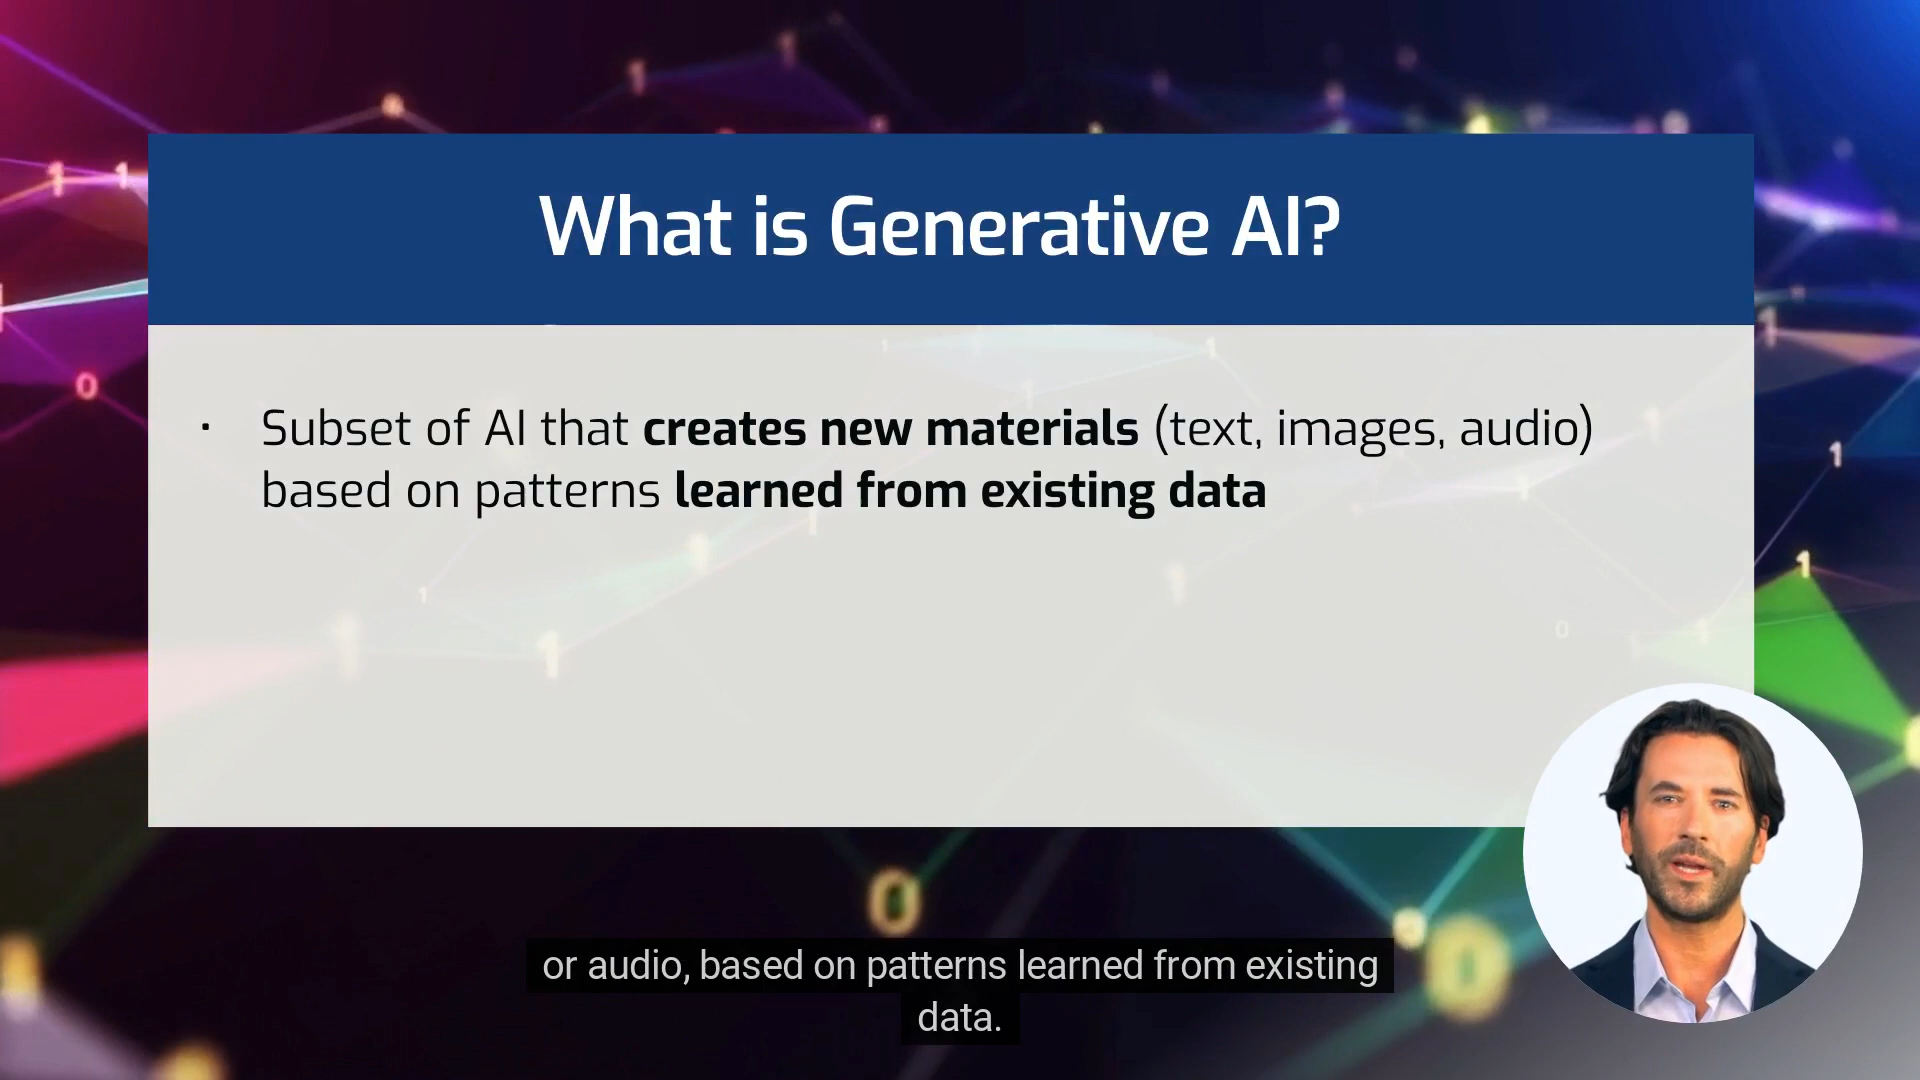 What is Generative AI?
· Subset of AI that creates new materials (text, images, audio)
based on patterns learned from existing data
or audio, based on patterns learned from existing
data.